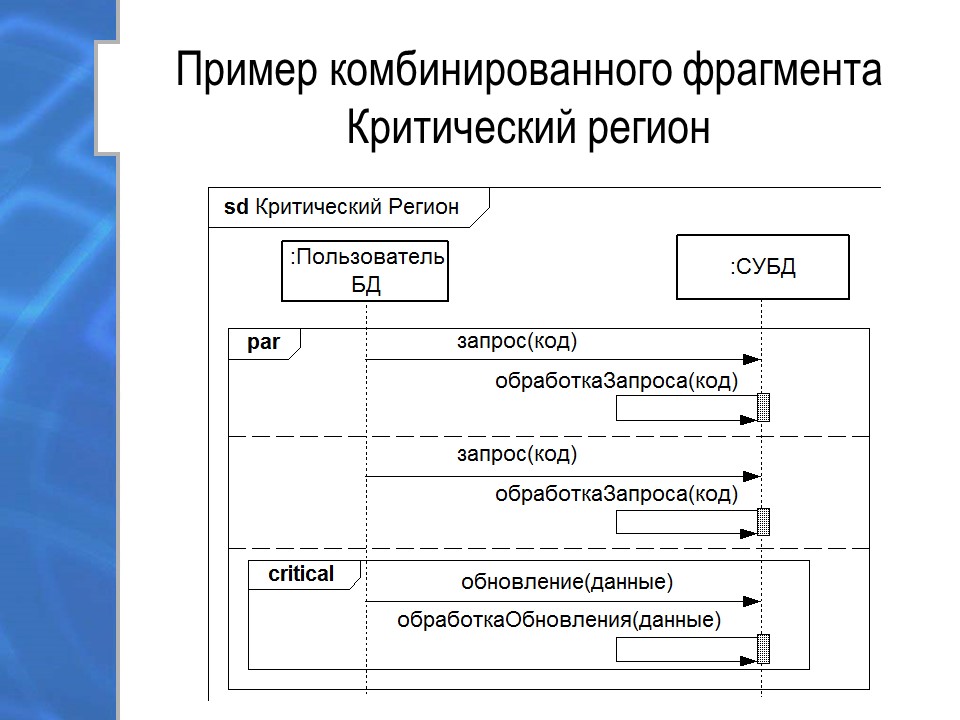 Пример комбинированного фрагмента
Критический регион
sd Критический Регион
:Пользователь
БД
:СУБД
par
запрос(код)
обработкаЗапроса(код)
запрос(код)
обработкаЗапроса(код)
critical
обновление(данные)
обработкаОбновления(данные)